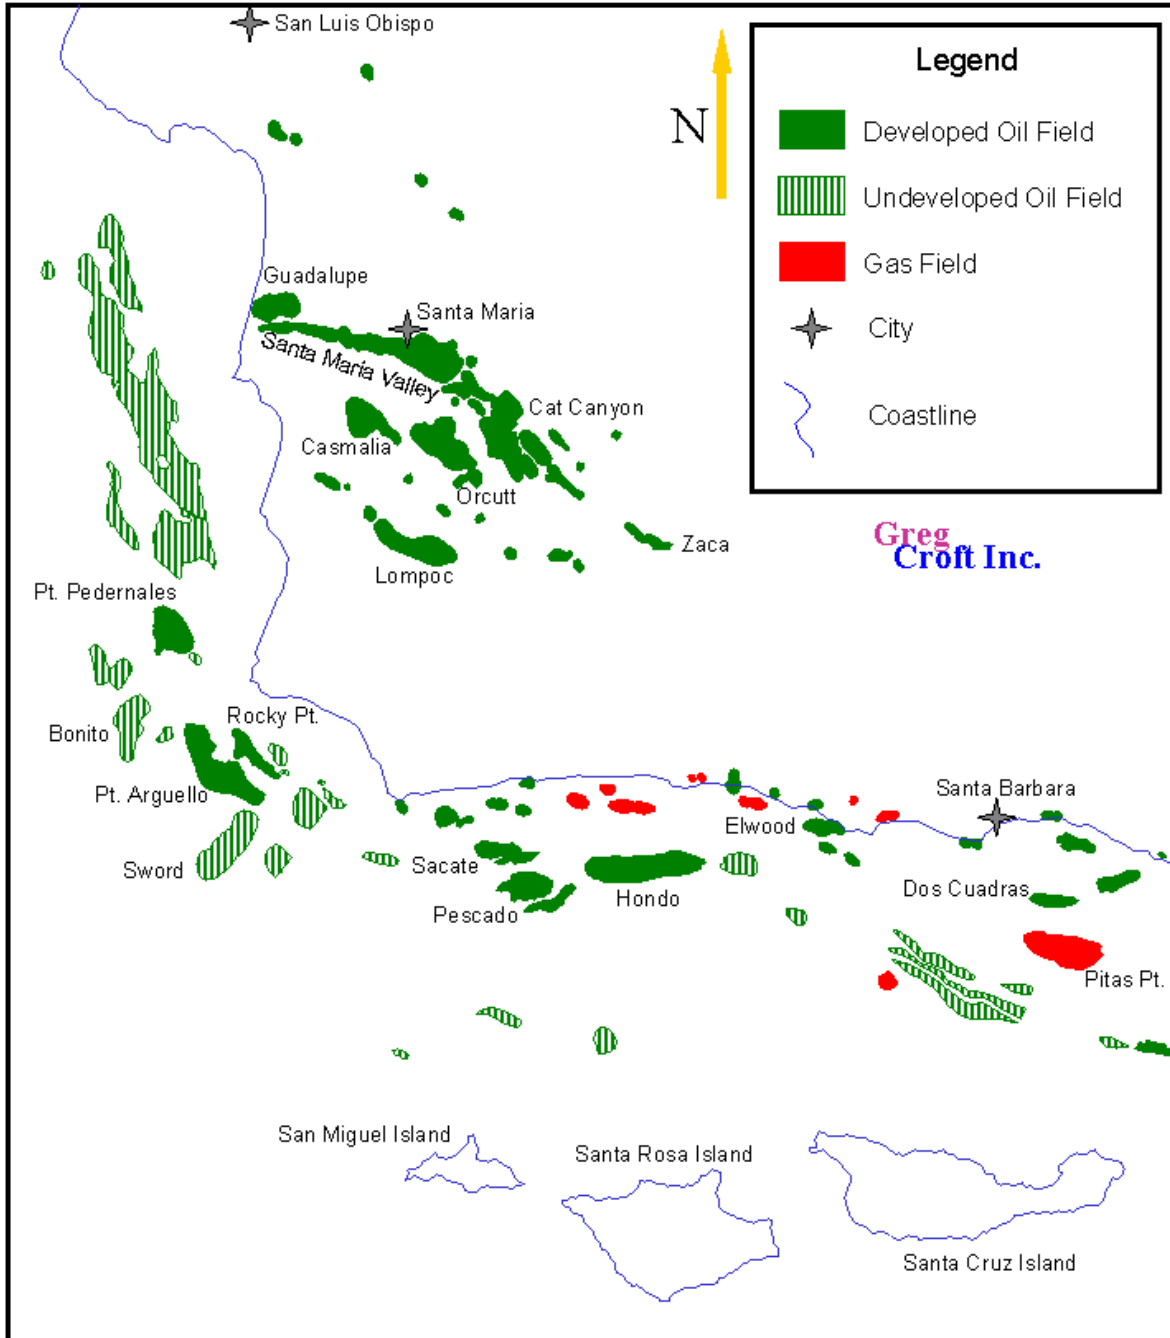 San Luis Obispo
Legend
N
Developed Oil Field
Undeveloped Oil Field
Gas Field
City
Coastline
Guadalupe
Santa Maria
Santa Maria Valley
Cat Canyon
Casmalia
Orcutt
Zaca
Lompoc
Greg
Croft Inc.
Pt. Pedernales
Rocky Pt.
Bonito
Pt. Arguello
Santa Barbara
Elwood
Sword
Sacate
Hondo
Dos Cuadras
Pescado
Pitas Pt.
San Miguel Island
Santa Rosa Island
Santa Cruz Island